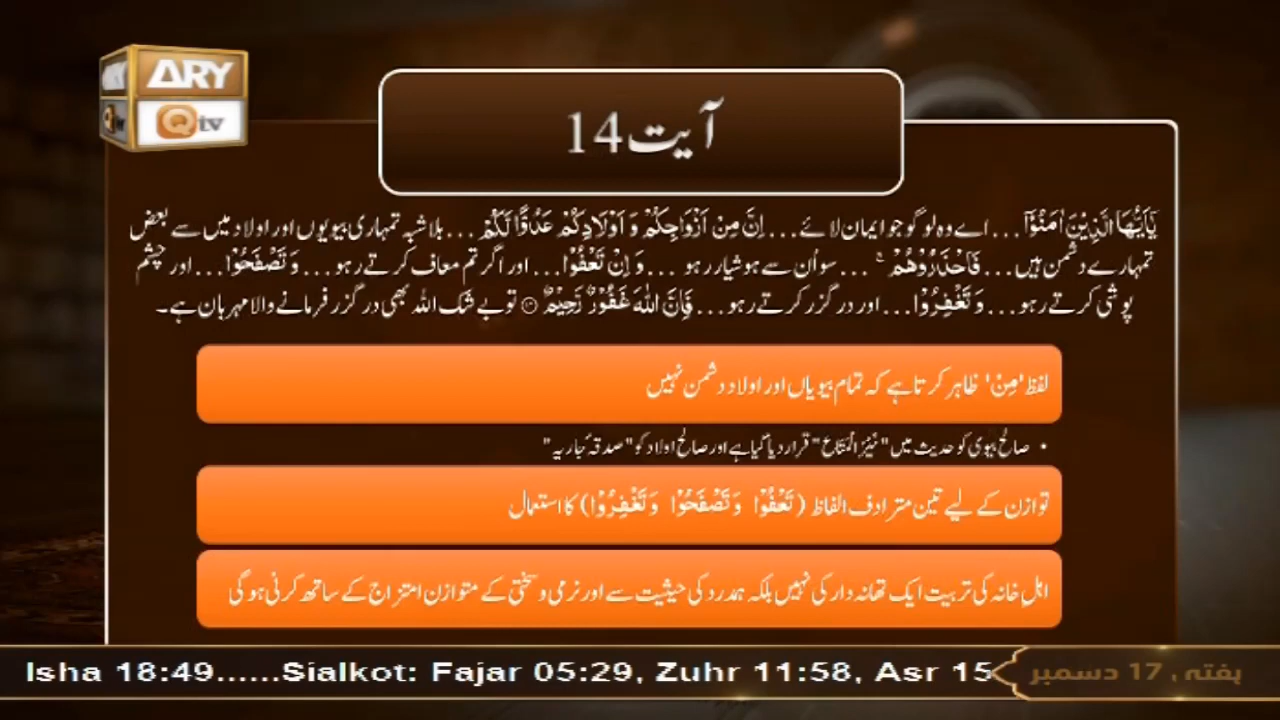 ARY
Qtv
آیت 14
یٰۤاَیُّهَا الَّذِیْنَ اٰمَنُوْۤا ... اے وہ لوگو جو ایمان لائے ... اِنَّ مِنْ اَزْوَاجِكُمْ وَ اَوْلَادِكُمْ عَدُوًّا لَّكُمْ ... بلاشبہ تمہاری بیویوں اور اولاد میں سے بعض
تمہارے دشمن ہیں ... فَاحْذَرُوْهُمْ ۚ ... سو اُن سے ہوشیار رہو ... وَ اِنْ تَعْفُوْا ... اور اگر تم معاف کرتے رہو ... وَ تَصْفَحُوْا ... اور چشم
پوشی کرتے رہو ... وَ تَغْفِرُوْا ... اور درگزر کرتے رہو ... فَاِنَّ اللّٰهَ غَفُوْرٌ رَّحِیْمٌ ۝ تو بے شک اللہ بھی درگزر فرمانے والا مہربان ہے۔
لفظ 'مِنْ' ظاہر کرتا ہے کہ تمام بیویاں اور اولاد دشمن نہیں
• صالح بیوی کو حدیث میں "خَیْرُ الْمَتَاع" قرار دیا گیا ہے اور صالح اولاد کو "صدقۂ جاریہ"
توازن کے لیے تین مترادف الفاظ (تَعْفُوْا وَ تَصْفَحُوْا وَ تَغْفِرُوْا) کا استعمال
اہلِ خانہ کی تربیت ایک تھانہ دار کی نہیں بلکہ ہمدرد کی حیثیت سے اور نرمی و سختی کے متوازن امتزاج کے ساتھ کرنی ہوگی
Isha 18:49......Sialkot: Fajar 05:29, Zuhr 11:58, Asr 15
ہفتہ , 17 دسمبر